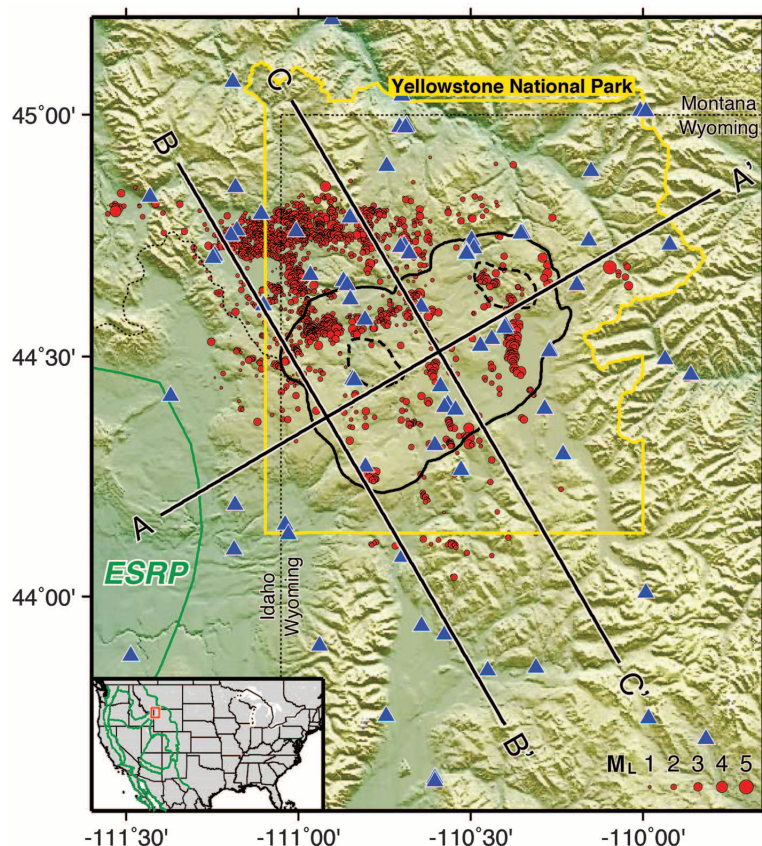 C
Yellowstone National Park
45°00'
Montana
Wyoming
B
A'
44°30'
A
ESRP
44°00'
Idaho
Wyoming
C'
B'
ML 1 2 3 4 5
-111°30' -111°00' -110°30' -110°00'